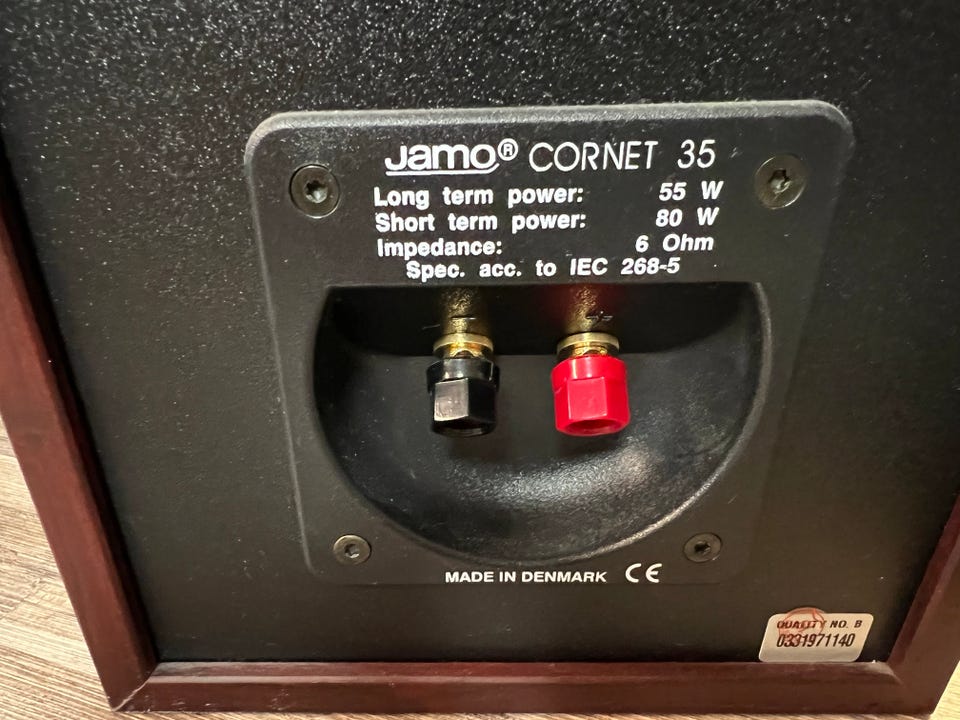 Jamo® CORNET 35
Long term power: 55 W
Short term power: 80 W
Impedance: 6 Ohm
Spec. acc. to IEC 268-5
- +
MADE IN DENMARK CE
QUALITY NO. B
0331971140